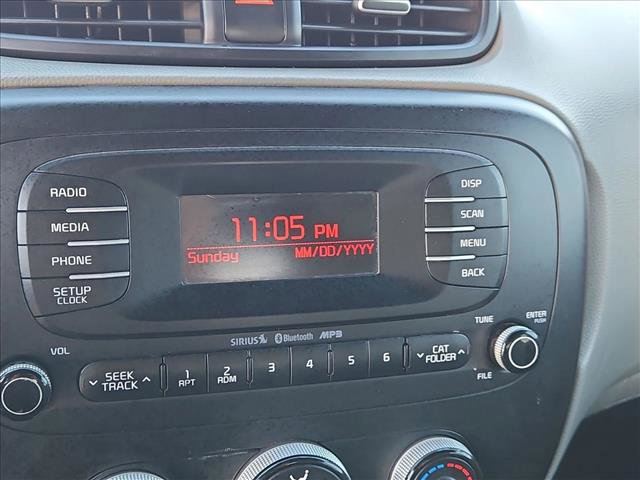 RADIO
MEDIA
PHONE
SETUP
CLOCK
11:05 PM
Sunday MM/DD/YYYY
DISP
SCAN
MENU
BACK
SIRIUS Bluetooth MP3
VOL
SEEK
TRACK
1
RPT
2
RDM
3
4
5
6
CAT
FOLDER
TUNE
ENTER
PUSH
FILE